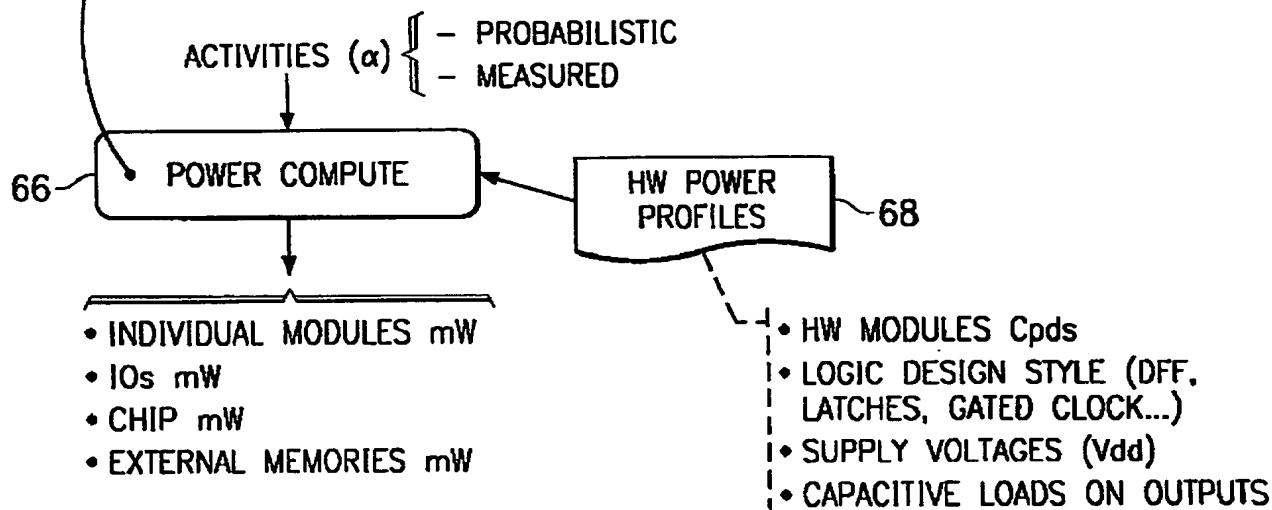 ACTIVITIES (α)
– PROBABILISTIC
– MEASURED
66
POWER COMPUTE
HW POWER
PROFILES
68
• INDIVIDUAL MODULES mW
• IOs mW
• CHIP mW
• EXTERNAL MEMORIES mW
• HW MODULES Cpds
• LOGIC DESIGN STYLE (DFF,
LATCHES, GATED CLOCK...)
• SUPPLY VOLTAGES (Vdd)
• CAPACITIVE LOADS ON OUTPUTS